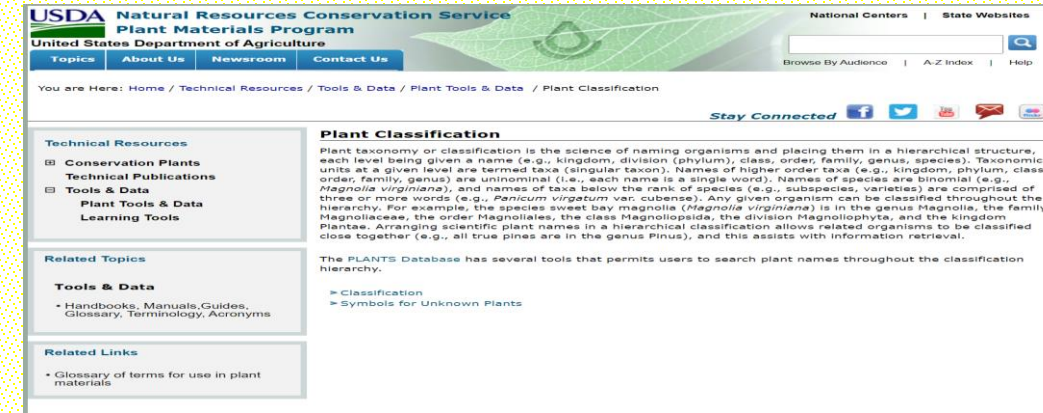 USDA Natural Resources Conservation Service
Plant Materials Program
United States Department of Agriculture
National Centers | State Websites
Topics About Us Newsroom Contact Us
Browse By Audience | A-Z Index | Help
You are Here: Home / Technical Resources / Tools & Data / Plant Tools & Data / Plant Classification
Stay Connected
Technical Resources
Conservation Plants
Technical Publications
Tools & Data
Plant Tools & Data
Learning Tools
Related Topics
Tools & Data
• Handbooks, Manuals,Guides,
Glossary, Terminology, Acronyms
Related Links
• Glossary of terms for use in plant
materials
Plant Classification
Plant taxonomy or classification is the science of naming organisms and placing them in a hierarchical structure,
each level being given a name (e.g., kingdom, division (phylum), class, order, family, genus, species). Taxonomic
units at a given level are termed taxa (singular taxon). Names of higher order taxa (e.g., kingdom, phylum, class
order, family, genus) are uninominal (i.e., each name is a single word). Names of species are binomial (e.g.,
Magnolia virginiana), and names of taxa below the rank of species (e.g., subspecies, varieties) are comprised of
three or more words (e.g., Panicum virgatum var. cubense). Any given organism can be classified throughout the
hierarchy. For example, the species sweet bay magnolia (Magnolia virginiana) is in the genus Magnolia, the family
Magnoliaceae, the order Magnoliales, the class Magnoliopsida, the division Magnoliophyta, and the kingdom
Plantae. Arranging scientific plant names in a hierarchical classification allows related organisms to be classified
close together (e.g., all true pines are in the genus Pinus), and this assists with information retrieval.
The PLANTS Database has several tools that permits users to search plant names throughout the classification
hierarchy.
➢ Classification
➢ Symbols for Unknown Plants